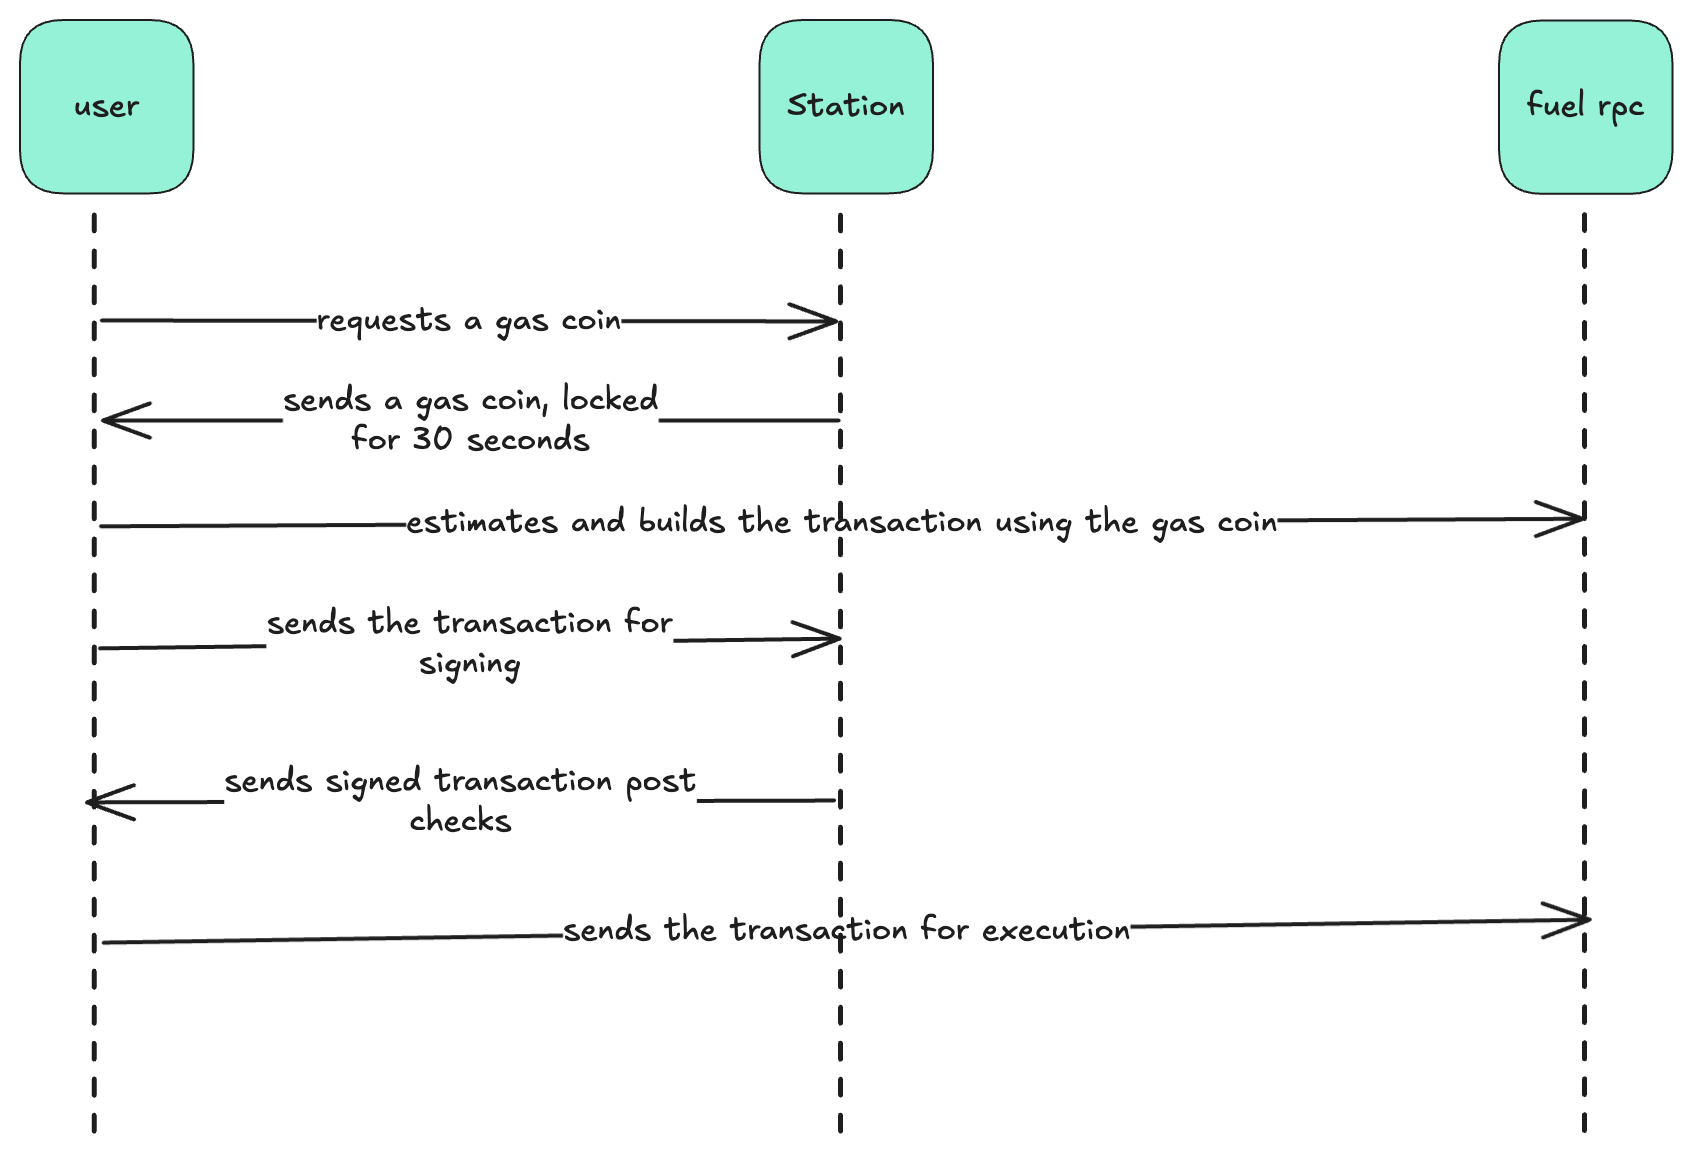 user
Station
fuel rpc
requests a gas coin
sends a gas coin, locked
for 30 seconds
estimates and builds the transaction using the gas coin
sends the transaction for
signing
sends signed transaction post
checks
sends the transaction for execution